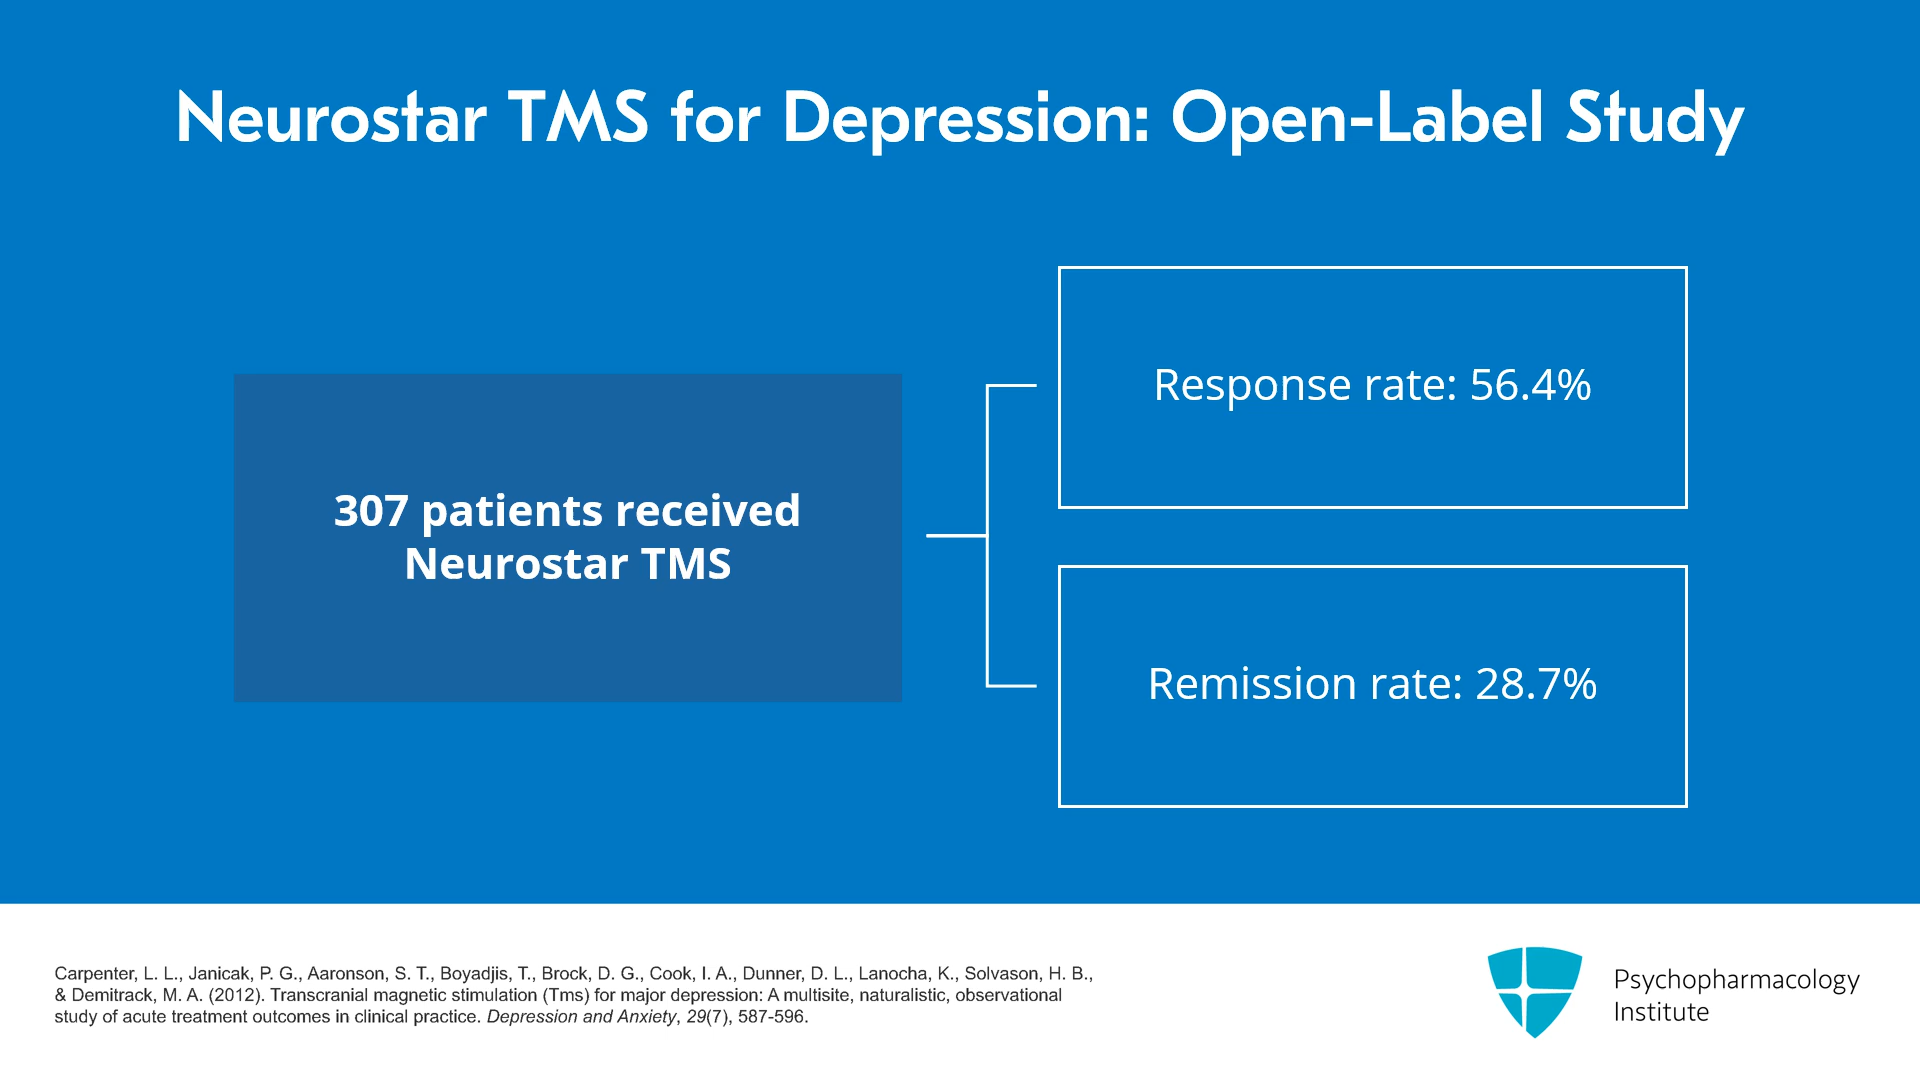 Neurostar TMS for Depression: Open-Label Study
307 patients received
Neurostar TMS
Response rate: 56.4%
Remission rate: 28.7%
Carpenter, L. L., Janicak, P. G., Aaronson, S. T., Boyadjis, T., Brock, D. G., Cook, I. A., Dunner, D. L., Lanocha, K., Solvason, H. B.,
& Demitrack, M. A. (2012). Transcranial magnetic stimulation (Tms) for major depression: A multisite, naturalistic, observational
study of acute treatment outcomes in clinical practice. Depression and Anxiety, 29(7), 587-596.
Psychopharmacology
Institute